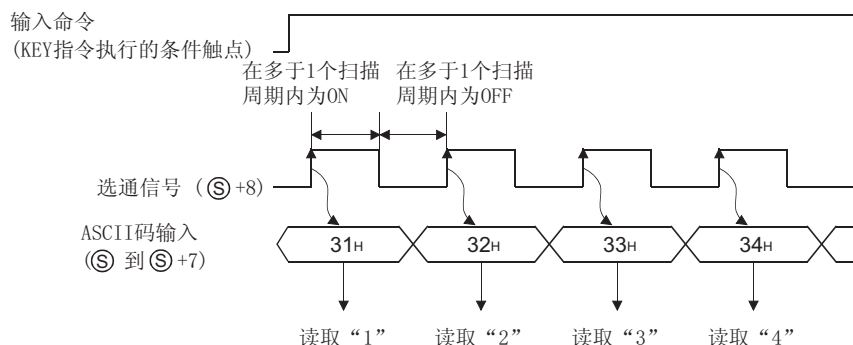 输入命令
(KEY指令执行的条件触点)
在多于1个扫描
周期内为ON
在多于1个扫描
周期内为OFF
选通信号 (Ⓢ+8)
ASCII码输入
(Ⓢ 到 Ⓢ+7)
31H
32H
33H
34H
读取“1”
读取“2”
读取“3”
读取“4”